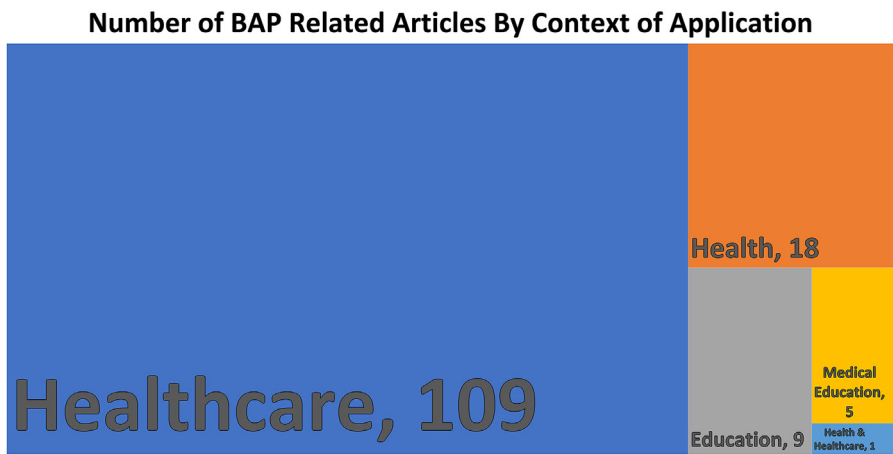 Number of BAP Related Articles By Context of Application
Health, 18
Healthcare, 109
Education, 9
Medical
Education,
5
Health &
Healthcare, 1